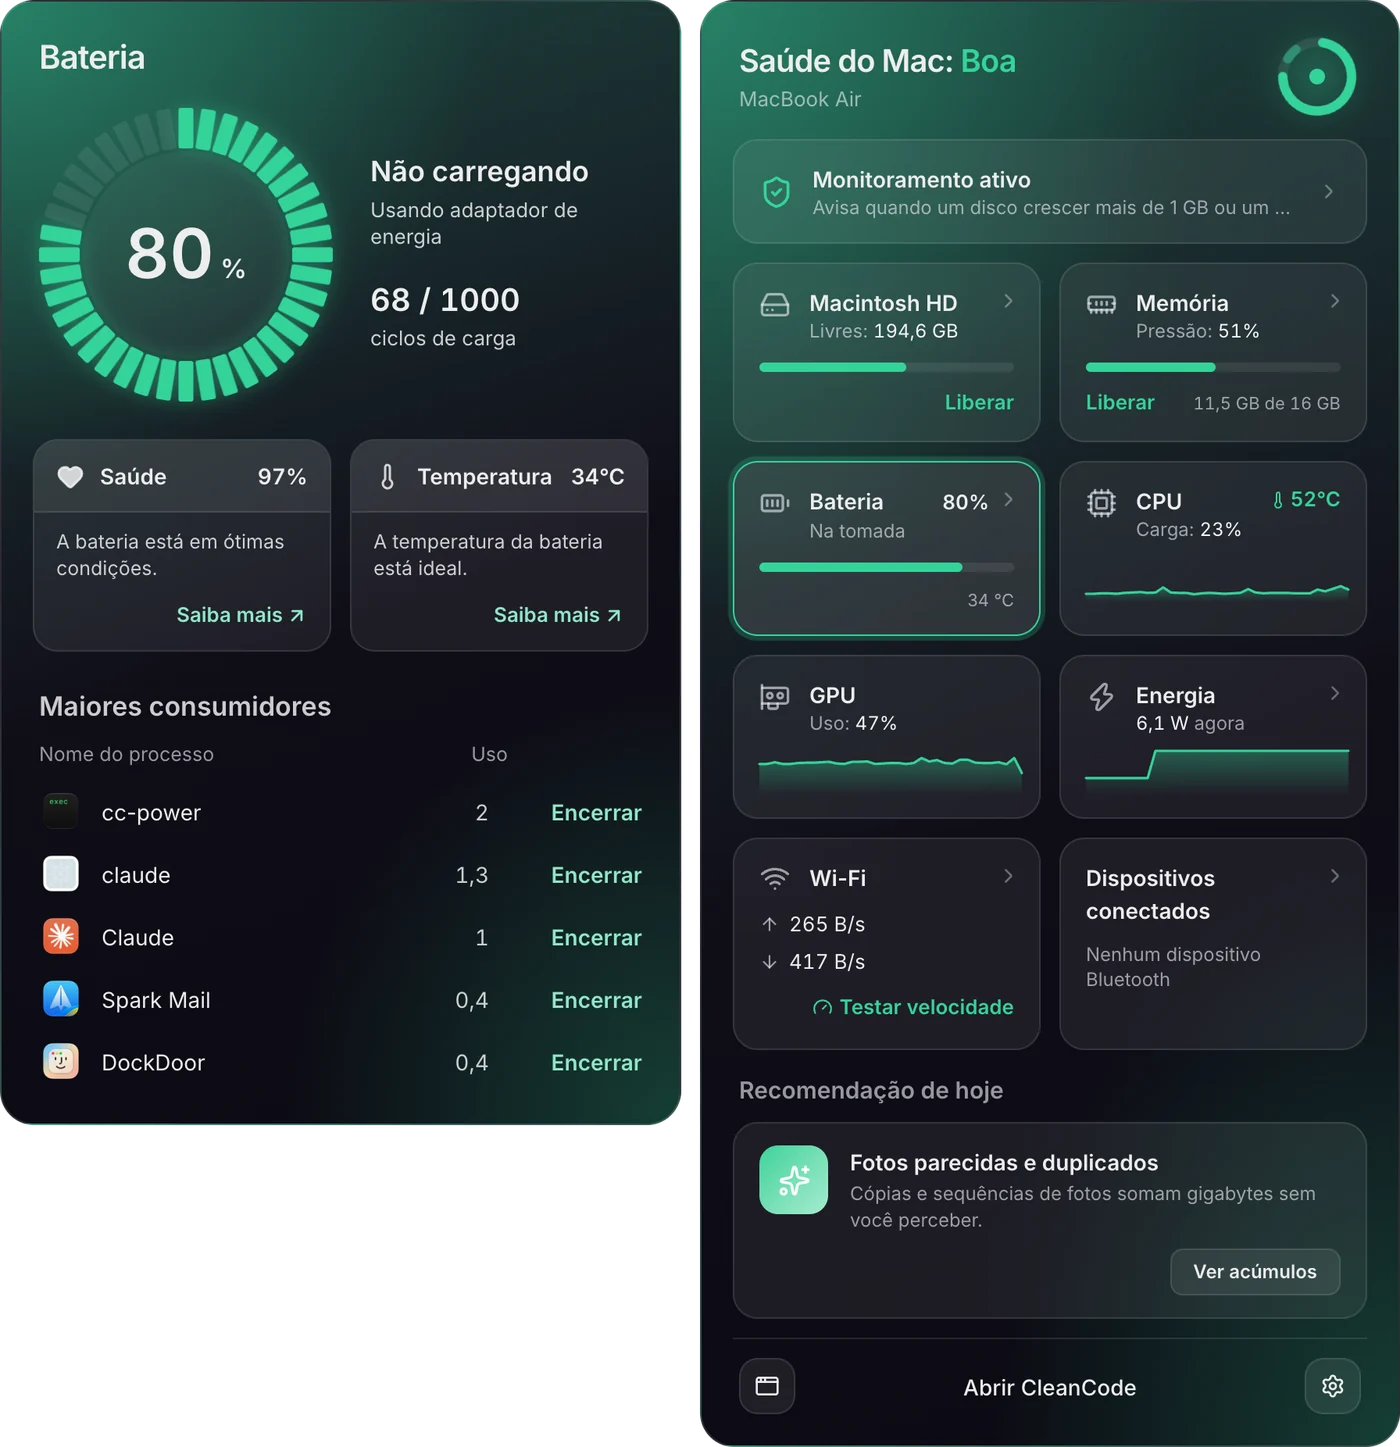 Bateria
80 %
Não carregando
Usando adaptador de
energia
68 / 1000
ciclos de carga
Saúde 97%
A bateria está em ótimas
condições.
Saiba mais
Temperatura 34°C
A temperatura da bateria
está ideal.
Saiba mais
Maiores consumidores
Nome do processo Uso
exec
cc-power 2 Encerrar
claude 1,3 Encerrar
Claude 1 Encerrar
Spark Mail 0,4 Encerrar
DockDoor 0,4 Encerrar
Saúde do Mac: Boa
MacBook Air
Monitoramento ativo
Avisa quando um disco crescer mais de 1 GB ou um ...
Macintosh HD
Livres: 194,6 GB
Liberar
Memória
Pressão: 51%
Liberar 11,5 GB de 16 GB
Bateria 80%
Na tomada
34 °C
CPU 52°C
Carga: 23%
GPU
Uso: 47%
Energia
6,1 W agora
Wi-Fi
↑ 265 B/s
↓ 417 B/s
Testar velocidade
Dispositivos
conectados
Nenhum dispositivo
Bluetooth
Recomendação de hoje
Fotos parecidas e duplicados
Cópias e sequências de fotos somam gigabytes sem
você perceber.
Ver acúmulos
Abrir CleanCode